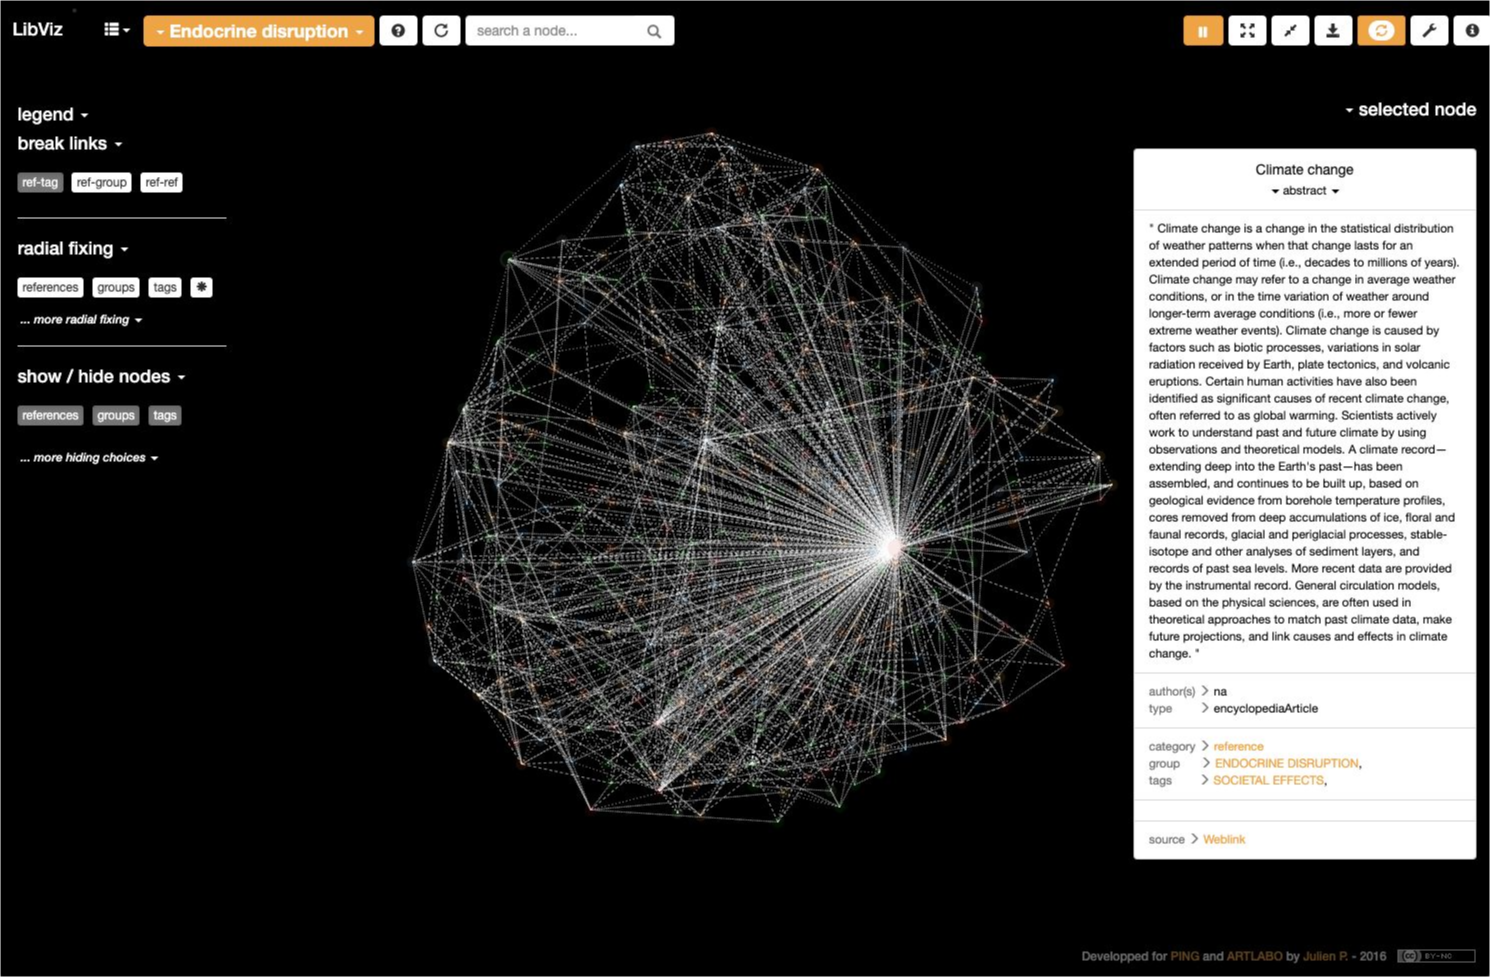 LibViz
Endocrine disruption
search a node...
legend
break links
ref-tag ref-group ref-ref
radial fixing
references groups tags
... more radial fixing
show / hide nodes
references groups tags
... more hiding choices
selected node
Climate change
abstract
" Climate change is a change in the statistical distribution
of weather patterns when that change lasts for an
extended period of time (i.e., decades to millions of years).
Climate change may refer to a change in average weather
conditions, or in the time variation of weather around
longer-term average conditions (i.e., more or fewer
extreme weather events). Climate change is caused by
factors such as biotic processes, variations in solar
radiation received by Earth, plate tectonics, and volcanic
eruptions. Certain human activities have also been
identified as significant causes of recent climate change,
often referred to as global warming. Scientists actively
work to understand past and future climate by using
observations and theoretical models. A climate record—
extending deep into the Earth's past—has been
assembled, and continues to be built up, based on
geological evidence from borehole temperature profiles,
cores removed from deep accumulations of ice, floral and
faunal records, glacial and periglacial processes, stable-
isotope and other analyses of sediment layers, and
records of past sea levels. More recent data are provided
by the instrumental record. General circulation models,
based on the physical sciences, are often used in
theoretical approaches to match past climate data, make
future projections, and link causes and effects in climate
change. "
author(s) > na
type > encyclopediaArticle
category > reference
group > ENDOCRINE DISRUPTION,
tags > SOCIETAL EFFECTS,
source > Weblink
Developped for PING and ARTLABO by Julien P. - 2016 (cc) BY-NC